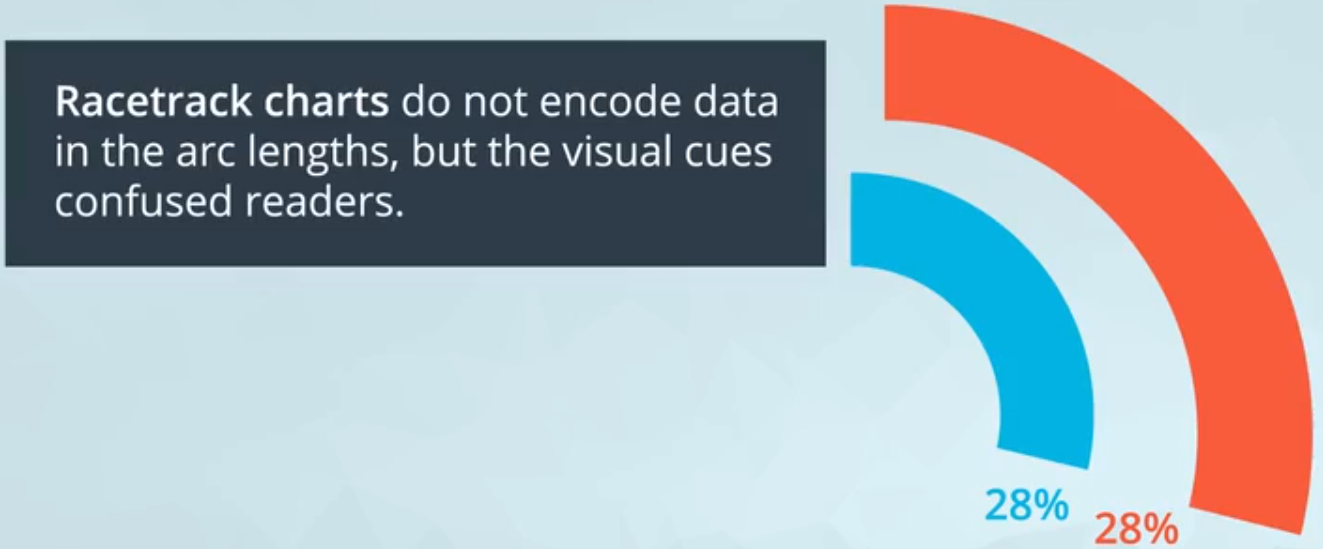 Racetrack charts do not encode data
in the arc lengths, but the visual cues
confused readers.
28%
28%